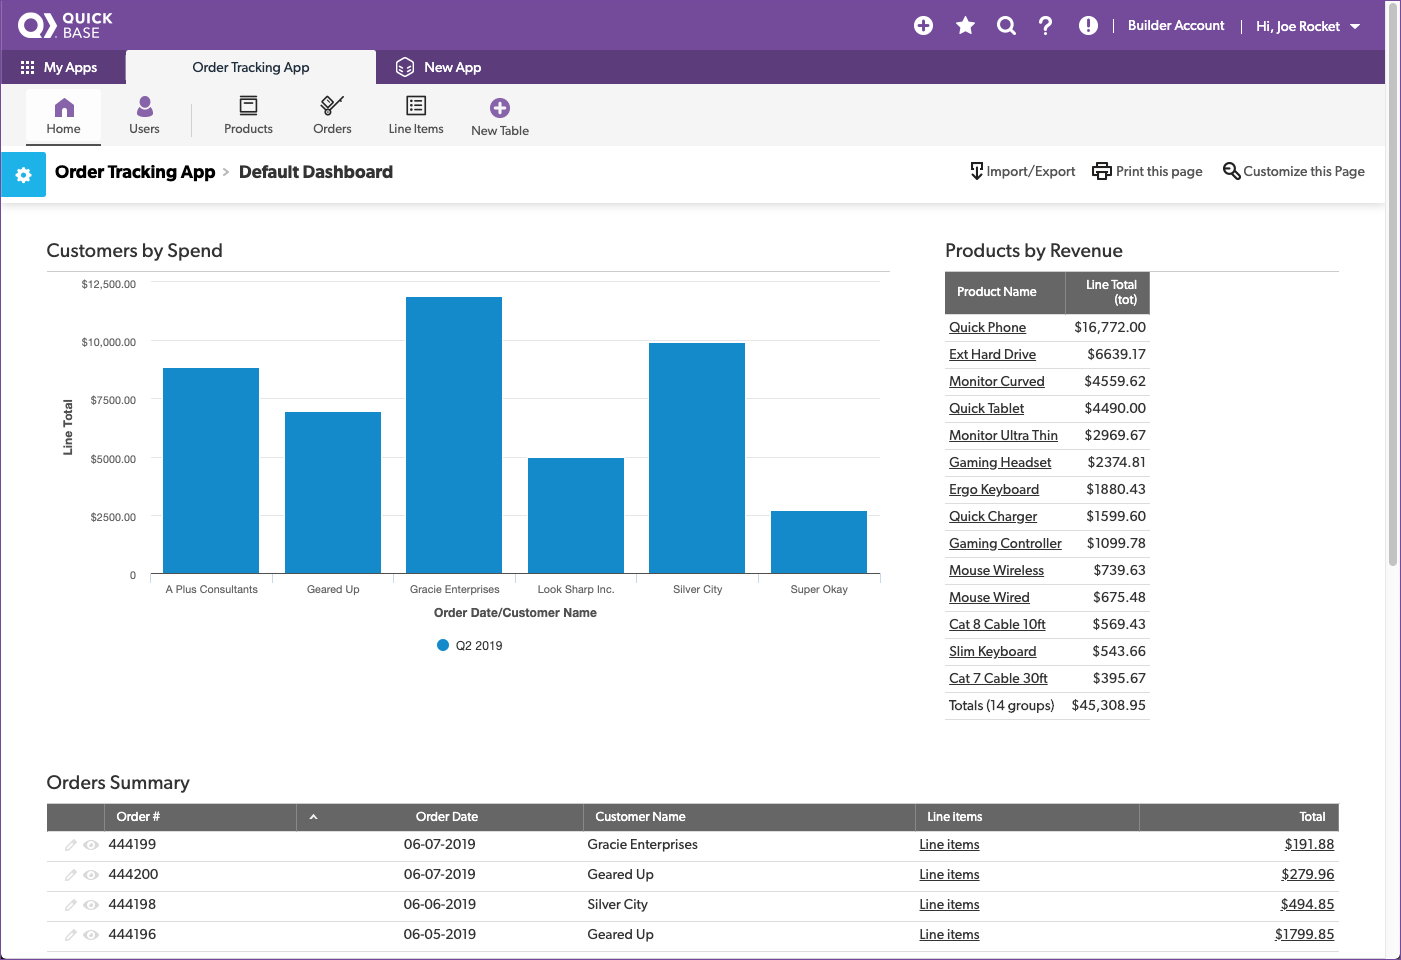 QUICK
BASE
Builder Account
Hi, Joe Rocket
My Apps
Order Tracking App
New App
Home
Users
Products
Orders
Line Items
New Table
Order Tracking App > Default Dashboard
Import/Export
Print this page
Customize this Page
Customers by Spend
$12,500.00
$10,000.00
$7500.00
$5000.00
$2500.00
0
Line Total
A Plus Consultants
Geared Up
Gracie Enterprises
Look Sharp Inc.
Silver City
Super Okay
Order Date/Customer Name
Q2 2019
Products by Revenue
Product Name Line Total
(tot)
Quick Phone $16,772.00
Ext Hard Drive $6639.17
Monitor Curved $4559.62
Quick Tablet $4490.00
Monitor Ultra Thin $2969.67
Gaming Headset $2374.81
Ergo Keyboard $1880.43
Quick Charger $1599.60
Gaming Controller $1099.78
Mouse Wireless $739.63
Mouse Wired $675.48
Cat 8 Cable 10ft $569.43
Slim Keyboard $543.66
Cat 7 Cable 30ft $395.67
Totals (14 groups) $45,308.95
Orders Summary
Order # Order Date Customer Name Line items Total
444199 06-07-2019 Gracie Enterprises Line items $191.88
444200 06-07-2019 Geared Up Line items $279.96
444198 06-06-2019 Silver City Line items $494.85
444196 06-05-2019 Geared Up Line items $1799.85